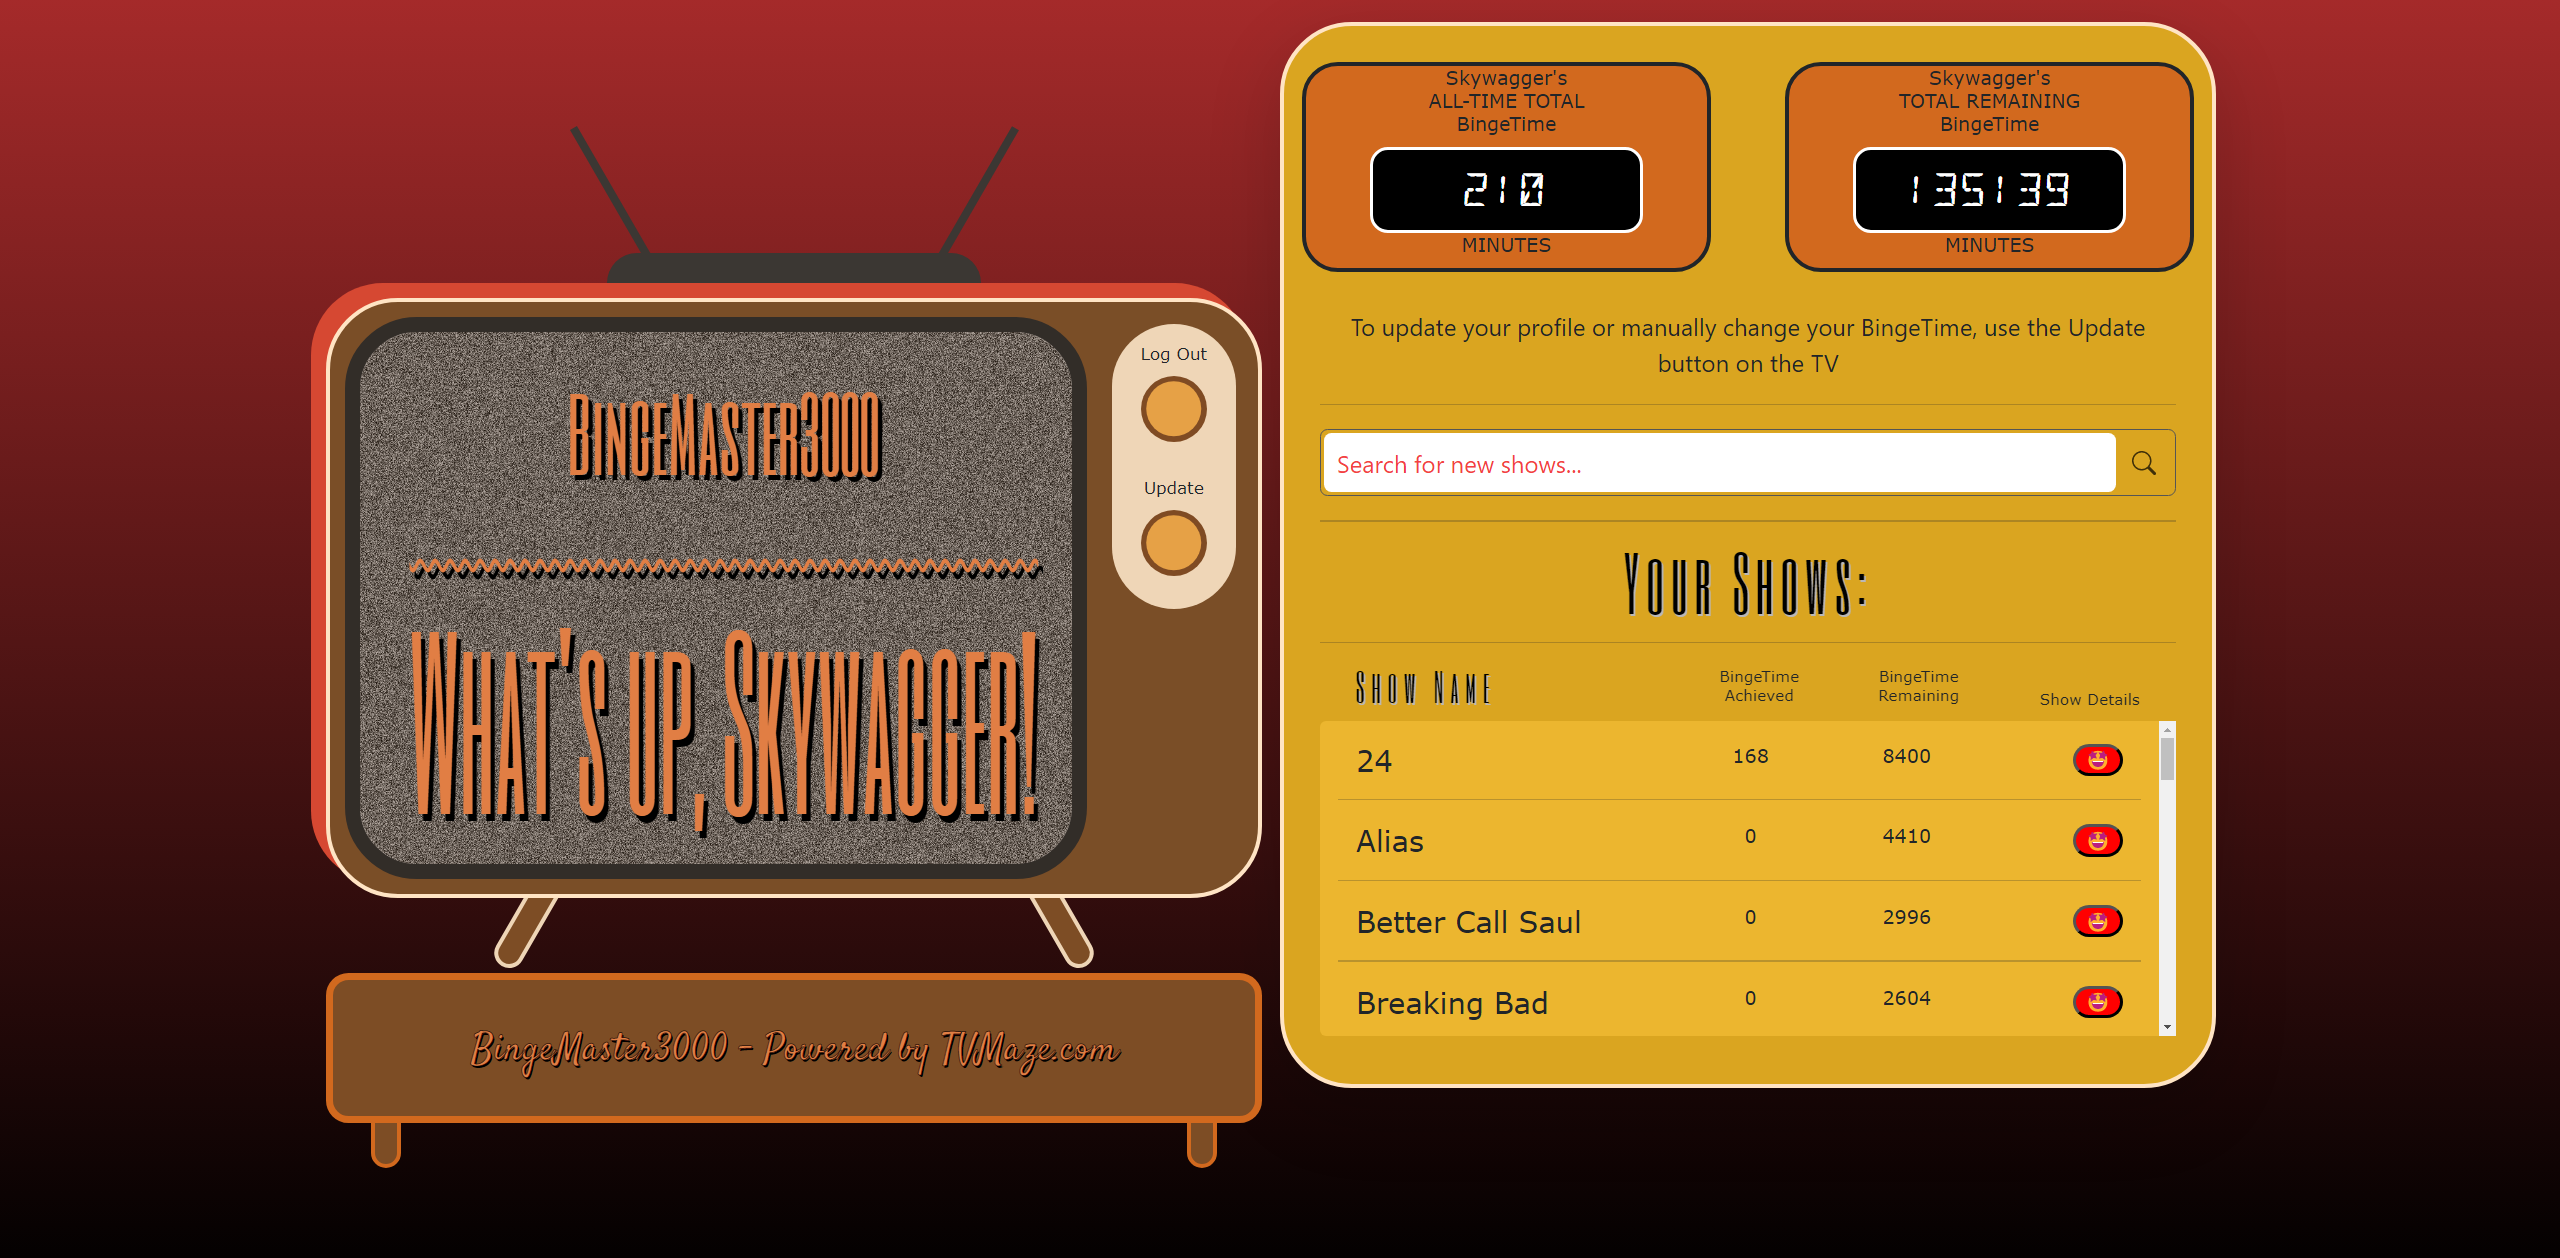 BingeMaster3000
What's up, Skywagger!
Log Out
Update
BingeMaster3000 - Powered by TVMaze.com
Skywagger's
ALL-TIME TOTAL
BingeTime
210
MINUTES
Skywagger's
TOTAL REMAINING
BingeTime
135139
MINUTES
To update your profile or manually change your BingeTime, use the Update
button on the TV
Search for new shows...
Your Shows:
Show Name
BingeTime
Achieved
BingeTime
Remaining
Show Details
24 168 8400
Alias 0 4410
Better Call Saul 0 2996
Breaking Bad 0 2604